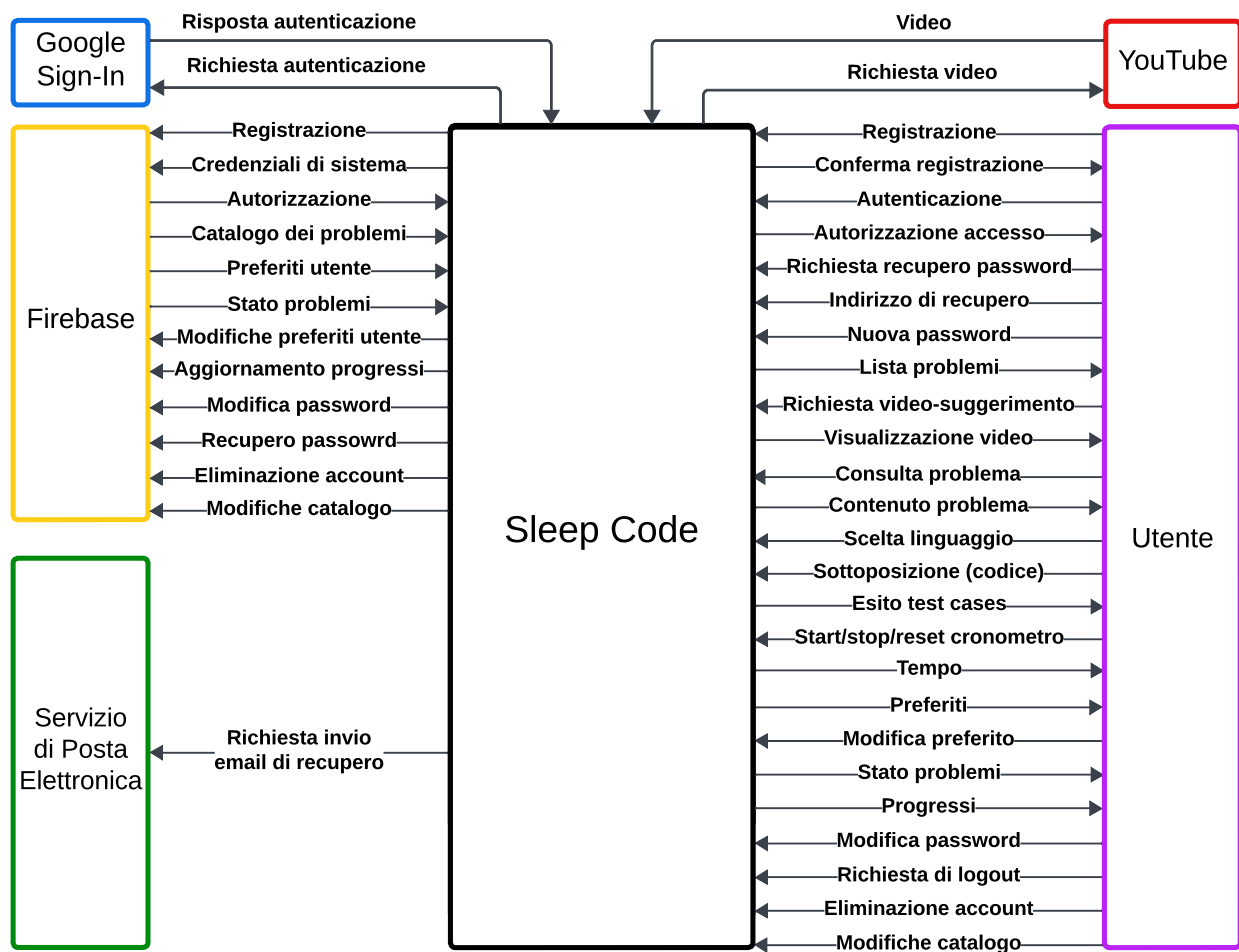 Risposta autenticazione
Video
Google
Sign-In
YouTube
Richiesta autenticazione
Richiesta video
Firebase
Registrazione
Credenziali di sistema
Autorizzazione
Catalogo dei problemi
Preferiti utente
Stato problemi
Modifiche preferiti utente
Aggiornamento progressi
Modifica password
Recupero passowrd
Eliminazione account
Modifiche catalogo
Servizio
di Posta
Elettronica
Richiesta invio
email di recupero
Sleep Code
Registrazione
Conferma registrazione
Autenticazione
Autorizzazione accesso
Richiesta recupero password
Indirizzo di recupero
Nuova password
Lista problemi
Richiesta video-suggerimento
Visualizzazione video
Consulta problema
Contenuto problema
Scelta linguaggio
Sottoposizione (codice)
Esito test cases
Start/stop/reset cronometro
Tempo
Preferiti
Modifica preferito
Stato problemi
Progressi
Modifica password
Richiesta di logout
Eliminazione account
Modifiche catalogo
Utente